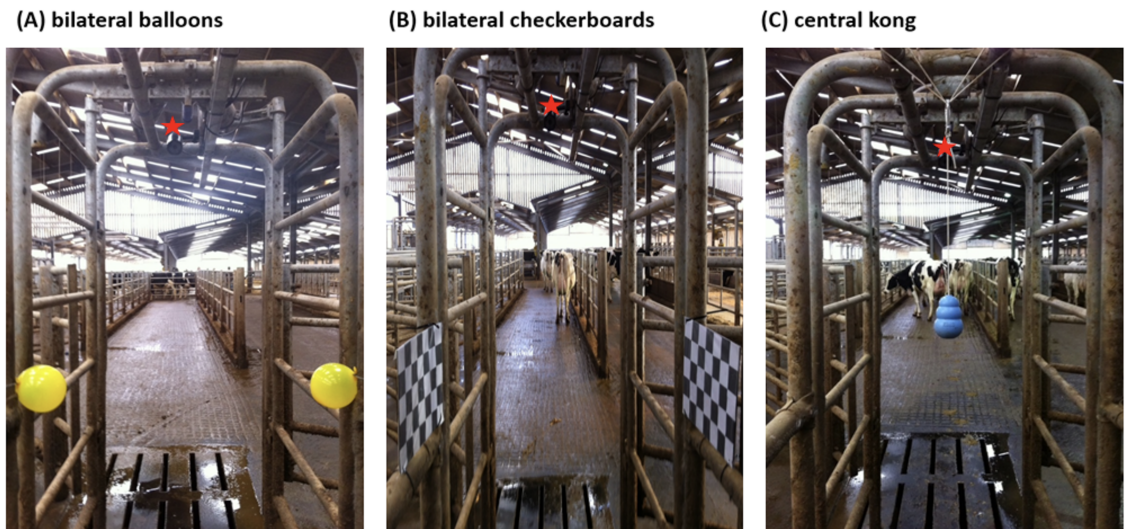 (A) bilateral balloons
(B) bilateral checkerboards
(C) central kong